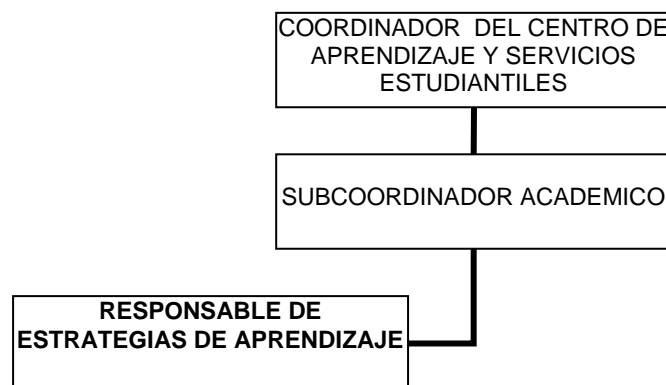 COORDINADOR DEL CENTRO DE
APRENDIZAJE Y SERVICIOS
ESTUDIANTILES
SUBCOORDINADOR ACADEMICO
RESPONSABLE DE
ESTRATEGIAS DE APRENDIZAJE